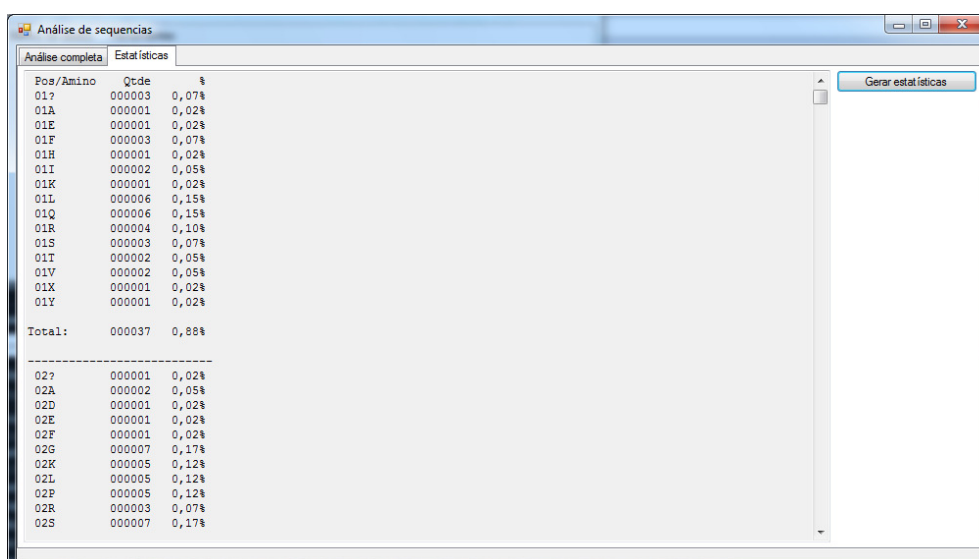 Análise de sequencias
Análise completa Estatísticas
Pos/Amino Qtde %
01? 000003 0,07%
01A 000001 0,02%
01E 000001 0,02%
01F 000003 0,07%
01H 000001 0,02%
01I 000002 0,05%
01K 000001 0,02%
01L 000006 0,15%
01Q 000006 0,15%
01R 000004 0,10%
01S 000003 0,07%
01T 000002 0,05%
01V 000002 0,05%
01X 000001 0,02%
01Y 000001 0,02%
Total: 000037 0,88%
---------------------------
02? 000001 0,02%
02A 000002 0,05%
02D 000001 0,02%
02E 000001 0,02%
02F 000001 0,02%
02G 000007 0,17%
02K 000005 0,12%
02L 000005 0,12%
02P 000005 0,12%
02R 000003 0,07%
02S 000007 0,17%
Gerar estatísticas